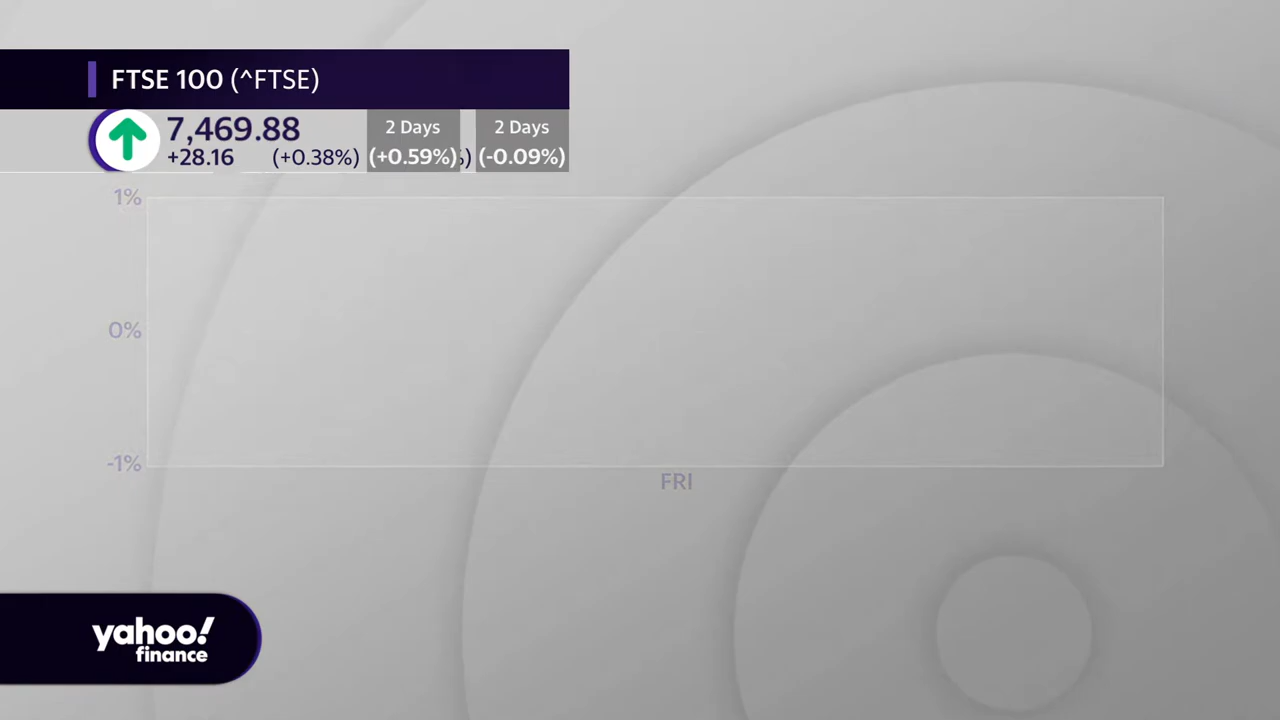 FTSE 100 (^FTSE)
7,469.88
+28.16 (+0.38%)
2 Days
(+0.59%)
2 Days
(-0.09%)
1%
0%
-1%
FRI
yahoo!
finance